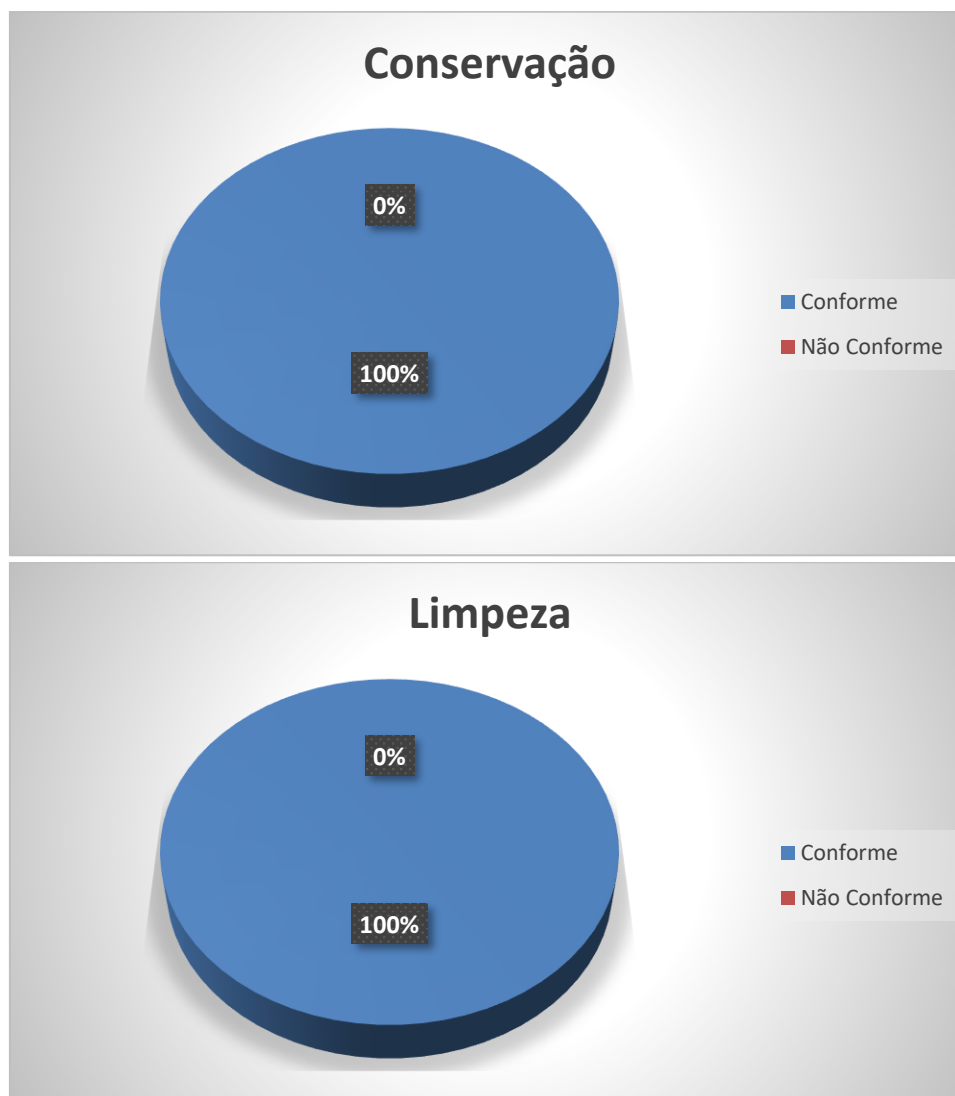 Conservação
0%
100%
Conforme
Não Conforme
Limpeza
0%
100%
Conforme
Não Conforme